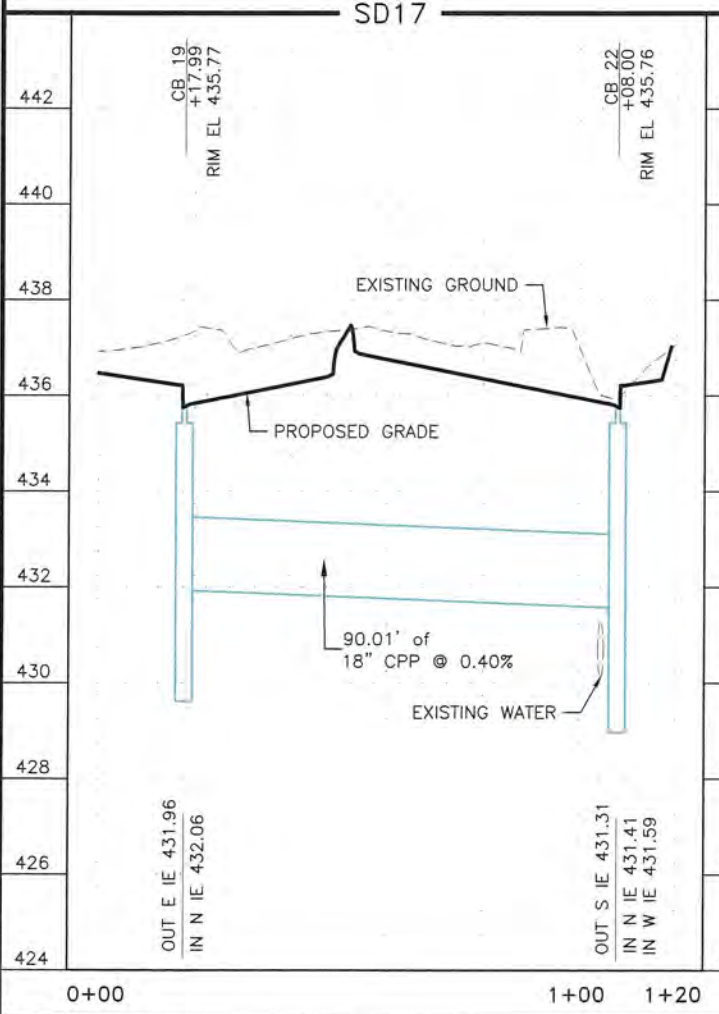 SD17
CB 19
+17.99
RIM EL 435.77
CB 22
+08.00
RIM EL 435.76
442
440
438
436
434
432
430
428
426
424
EXISTING GROUND
PROPOSED GRADE
90.01' of
18" CPP @ 0.40%
EXISTING WATER
OUT E IE 431.96
IN N IE 432.06
OUT S IE 431.31
IN N IE 431.41
IN W IE 431.59
0+00
1+00
1+20